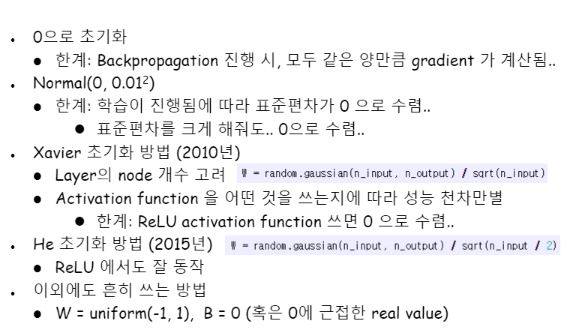 • 0으로 초기화
• 한계: Backpropagation 진행 시, 모두 같은 양만큼 gradient 가 계산됨..
• Normal(0, 0.01²)
• 한계: 학습이 진행됨에 따라 표준편차가 0 으로 수렴..
• 표준편차를 크게 해줘도.. 0으로 수렴..
• Xavier 초기화 방법 (2010년)
• Layer의 node 개수 고려 W = random.gaussian(n_input, n_output) / sqrt(n_input)
• Activation function 을 어떤 것을 쓰는지에 따라 성능 천차만별
• 한계: ReLU activation function 쓰면 0 으로 수렴..
• He 초기화 방법 (2015년) W = random.gaussian(n_input, n_output) / sqrt(n_input / 2)
• ReLU 에서도 잘 동작
• 이외에도 흔히 쓰는 방법
• W = uniform(-1, 1), B = 0 (혹은 0에 근접한 real value)